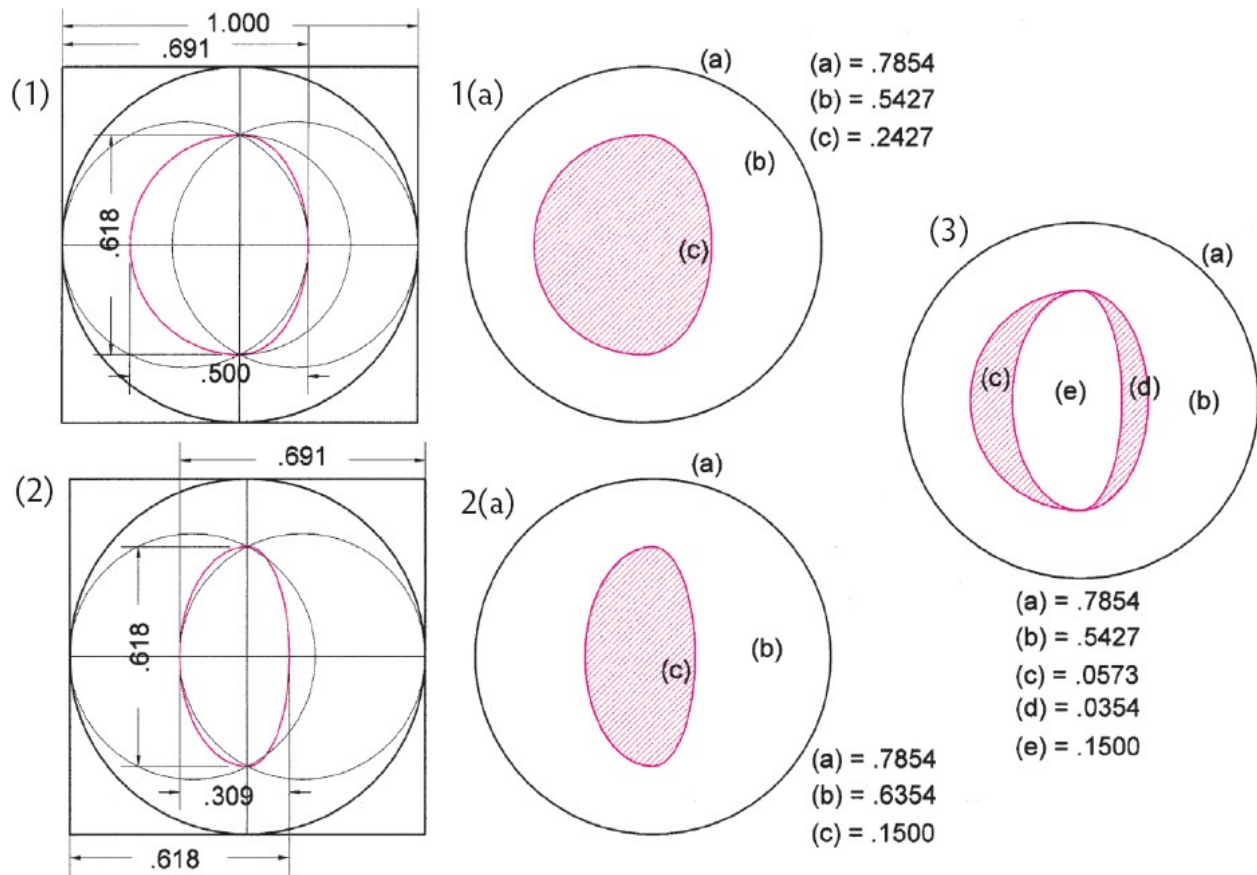 (1)
1.000
.691
.618
.500
1(a)
(a)
(b)
(c)
(a) = .7854
(b) = .5427
(c) = .2427
(2)
.691
.618
.309
.618
2(a)
(a)
(b)
(c)
(a) = .7854
(b) = .6354
(c) = .1500
(3)
(a)
(c)
(e)
(d)
(b)
(a) = .7854
(b) = .5427
(c) = .0573
(d) = .0354
(e) = .1500